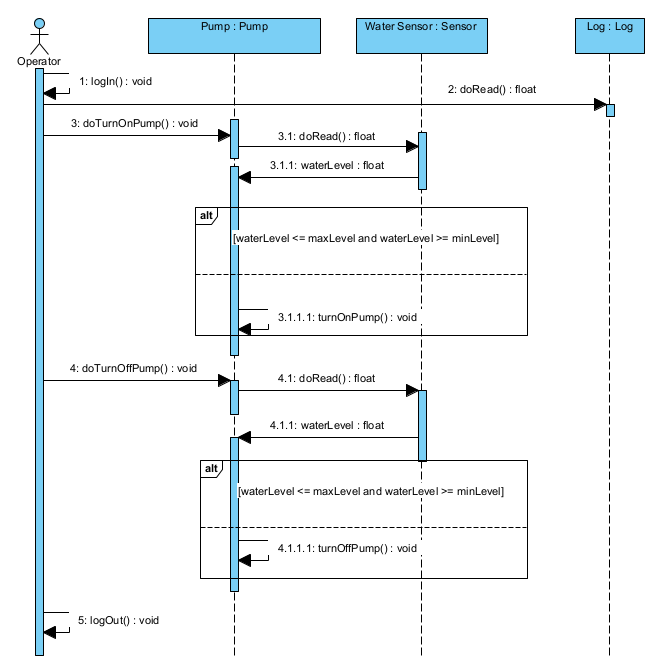 Pump : Pump
Water Sensor : Sensor
Log : Log
Operator
1: logIn() : void
2: doRead() : float
3: doTurnOnPump() : void
3.1: doRead() : float
3.1.1: waterLevel : float
alt
[waterLevel <= maxLevel and waterLevel >= minLevel]
3.1.1.1: turnOnPump() : void
4: doTurnOffPump() : void
4.1: doRead() : float
4.1.1: waterLevel : float
alt
[waterLevel <= maxLevel and waterLevel >= minLevel]
4.1.1.1: turnOffPump() : void
5: logOut() : void